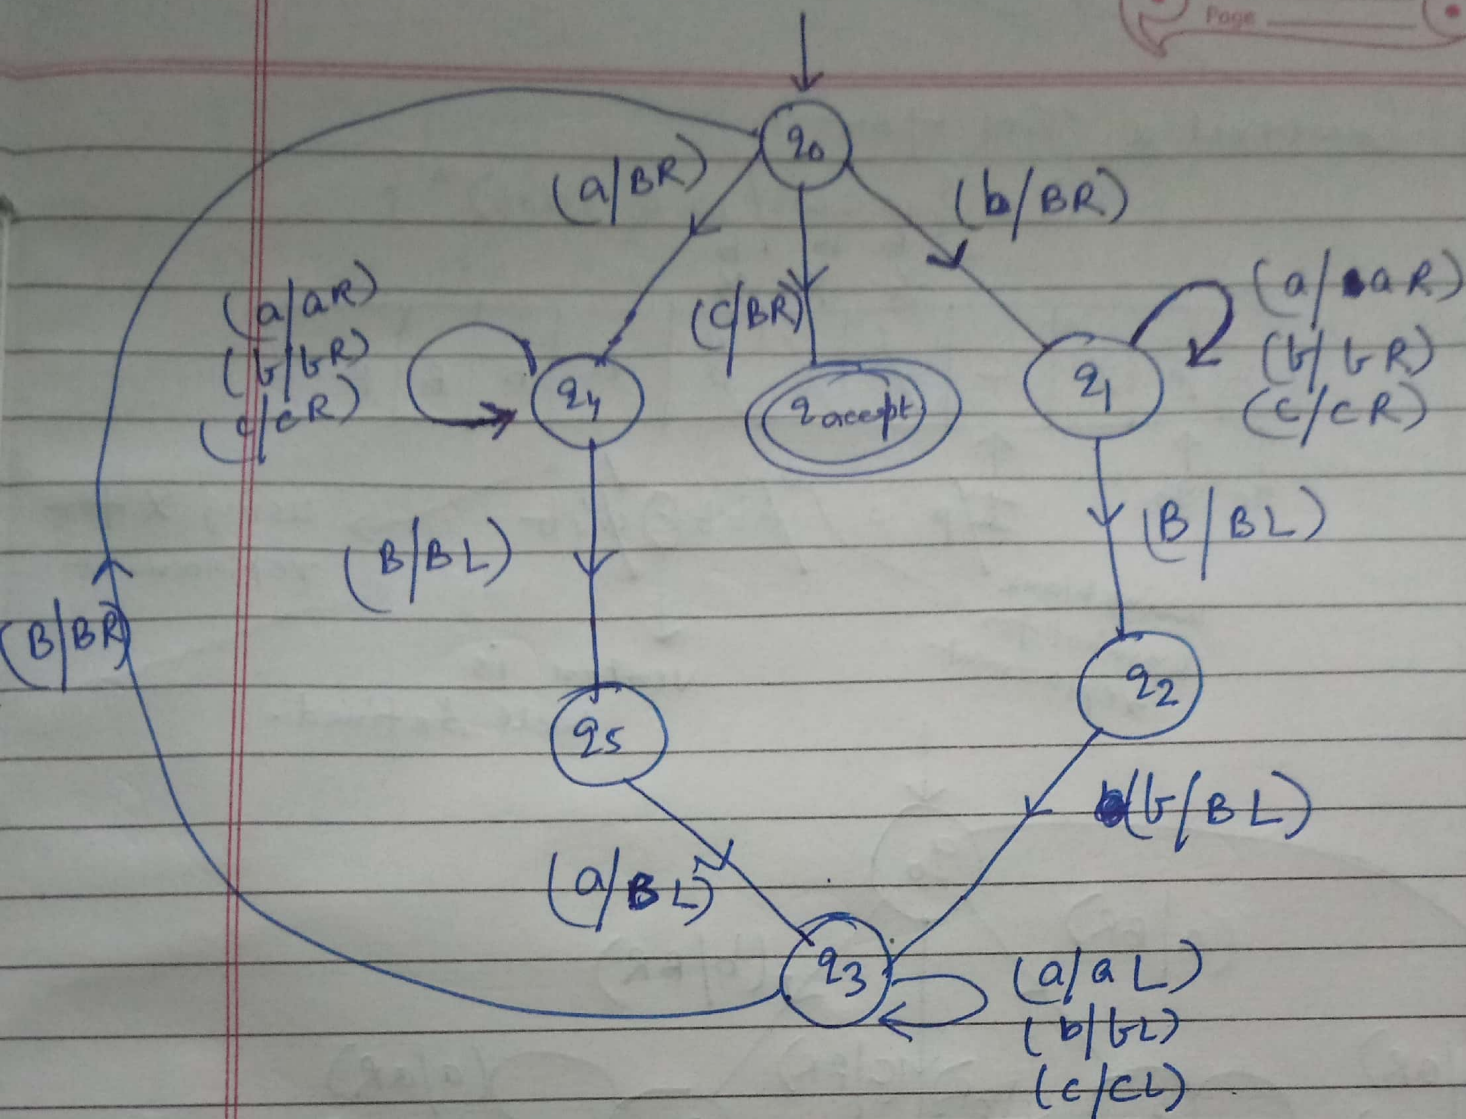 Page
q0
(a/BR)
(b/BR)
(c/BR)
(a/aR)
(b/bR)
(c/cR)
q4
q accept
q1
(a/aR)
(b/bR)
(c/cR)
(B/BL)
(B/BL)
(B/BR)
q5
q2
(a/BL)
(b/BL)
q3
(a/aL)
(b/bL)
(c/cL)